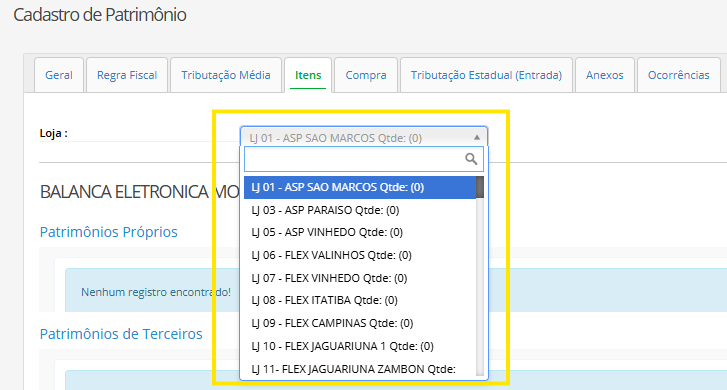 Cadastro de Patrimônio
Geral Regra Fiscal Tributação Média Itens Compra Tributação Estadual (Entrada) Anexos Ocorrências
Loja : LJ 01 - ASP SAO MARCOS Qtde: (0)
LJ 01 - ASP SAO MARCOS Qtde: (0)
BALANCA ELETRONICA MO
LJ 03 - ASP PARAISO Qtde: (0)
Patrimônios Próprios
LJ 05 - ASP VINHEDO Qtde: (0)
LJ 06 - FLEX VALINHOS Qtde: (0)
LJ 07 - FLEX VINHEDO Qtde: (0)
Nenhum registro encontrado!
LJ 08 - FLEX ITATIBA Qtde: (0)
LJ 09 - FLEX CAMPINAS Qtde: (0)
Patrimônios de Terceiros
LJ 10 - FLEX JAGUARIUNA 1 Qtde: (0)
LJ 11- FLEX JAGUARIUNA ZAMBON Qtde: